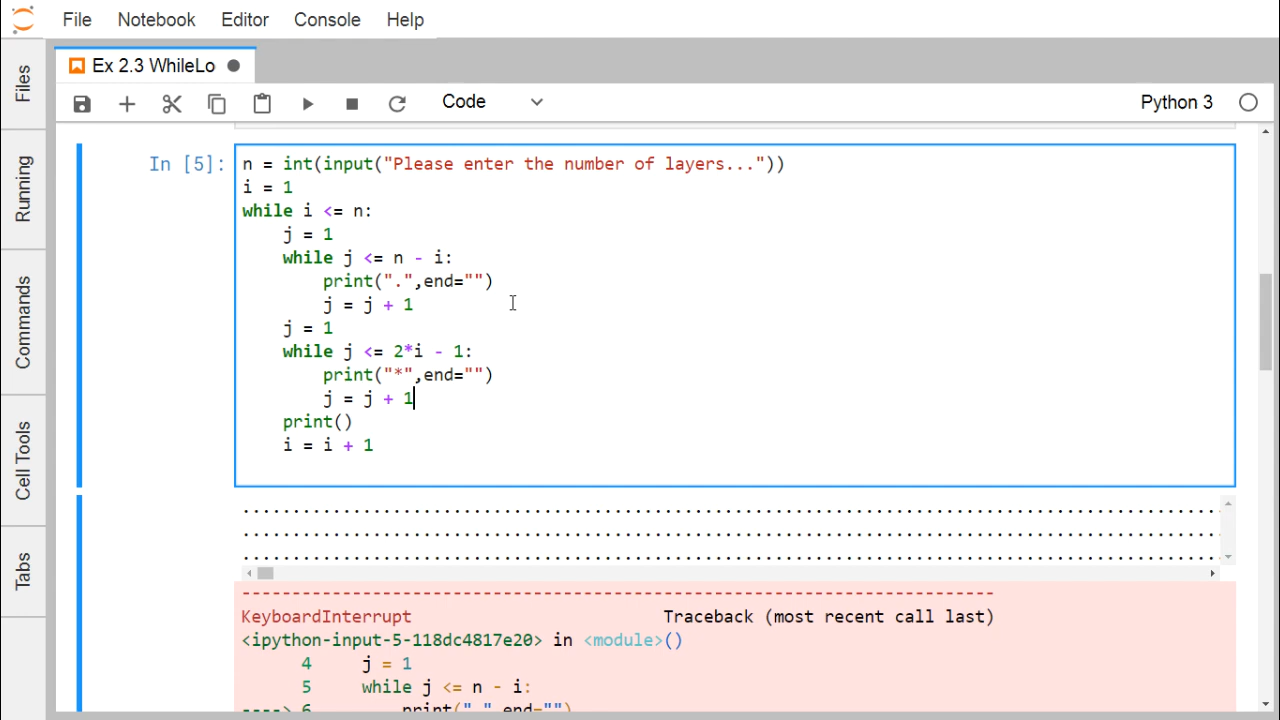 File Notebook Editor Console Help
Files
Running
Commands
Cell Tools
Tabs
Ex 2.3 WhileLo
Code
Python 3
In [5]:
n = int(input("Please enter the number of layers..."))
i = 1
while i <= n:
    j = 1
    while j <= n - i:
        print(".",end="")
        j = j + 1
    j = 1
    while j <= 2*i - 1:
        print("*",end="")
        j = j + 1
    print()
    i = i + 1
.................................................................................................
.................................................................................................
.................................................................................................
---------------------------------------------------------------------------
KeyboardInterrupt                         Traceback (most recent call last)
<ipython-input-5-118dc4817e20> in <module>()
      4     j = 1
      5     while j <= n - i:
----> 6         print(".",end="")